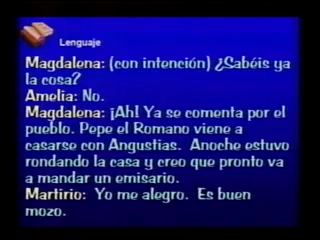 Lenguaje
Magdalena: (con intención) ¿Sabéis ya
la cosa?
Amelia: No.
Magdalena: ¡Ah! Ya se comenta por el
pueblo. Pepe el Romano viene a
casarse con Angustias. Anoche estuvo
rondando la casa y creo que pronto va
a mandar un emisario.
Martirio: Yo me alegro. Es buen
mozo.